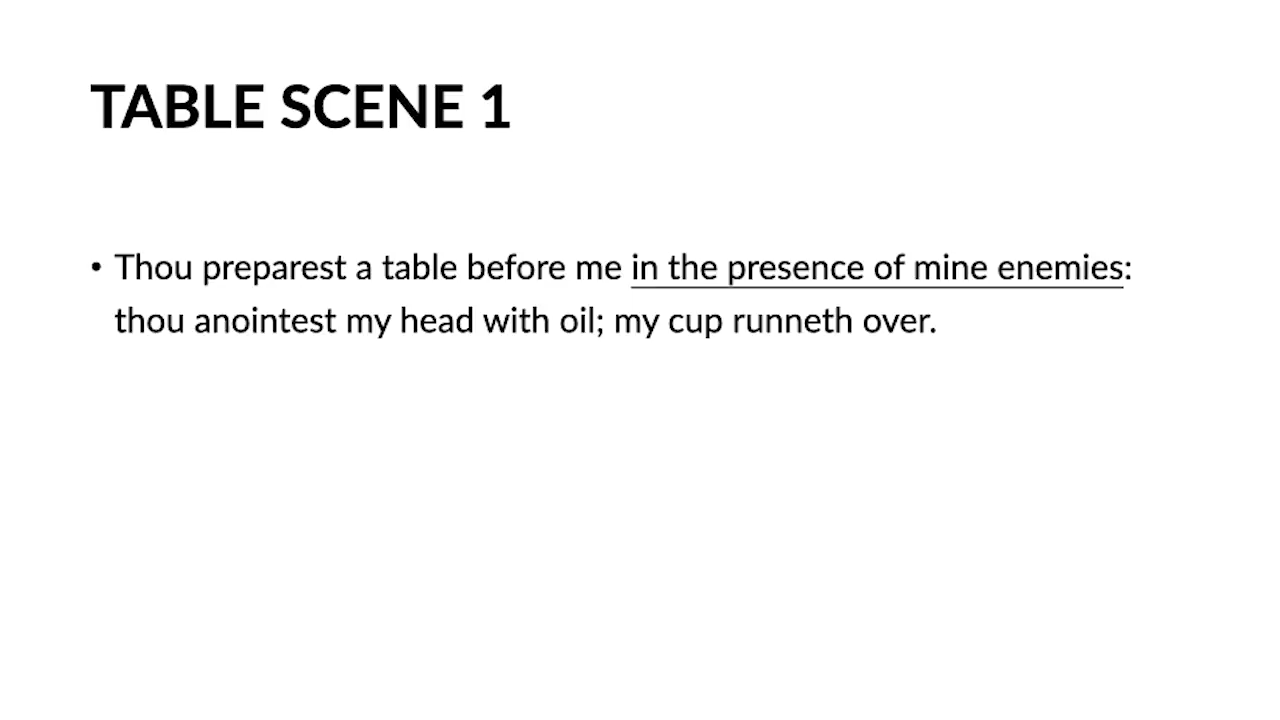 TABLE SCENE 1
• Thou preparest a table before me in the presence of mine enemies:
thou anointest my head with oil; my cup runneth over.